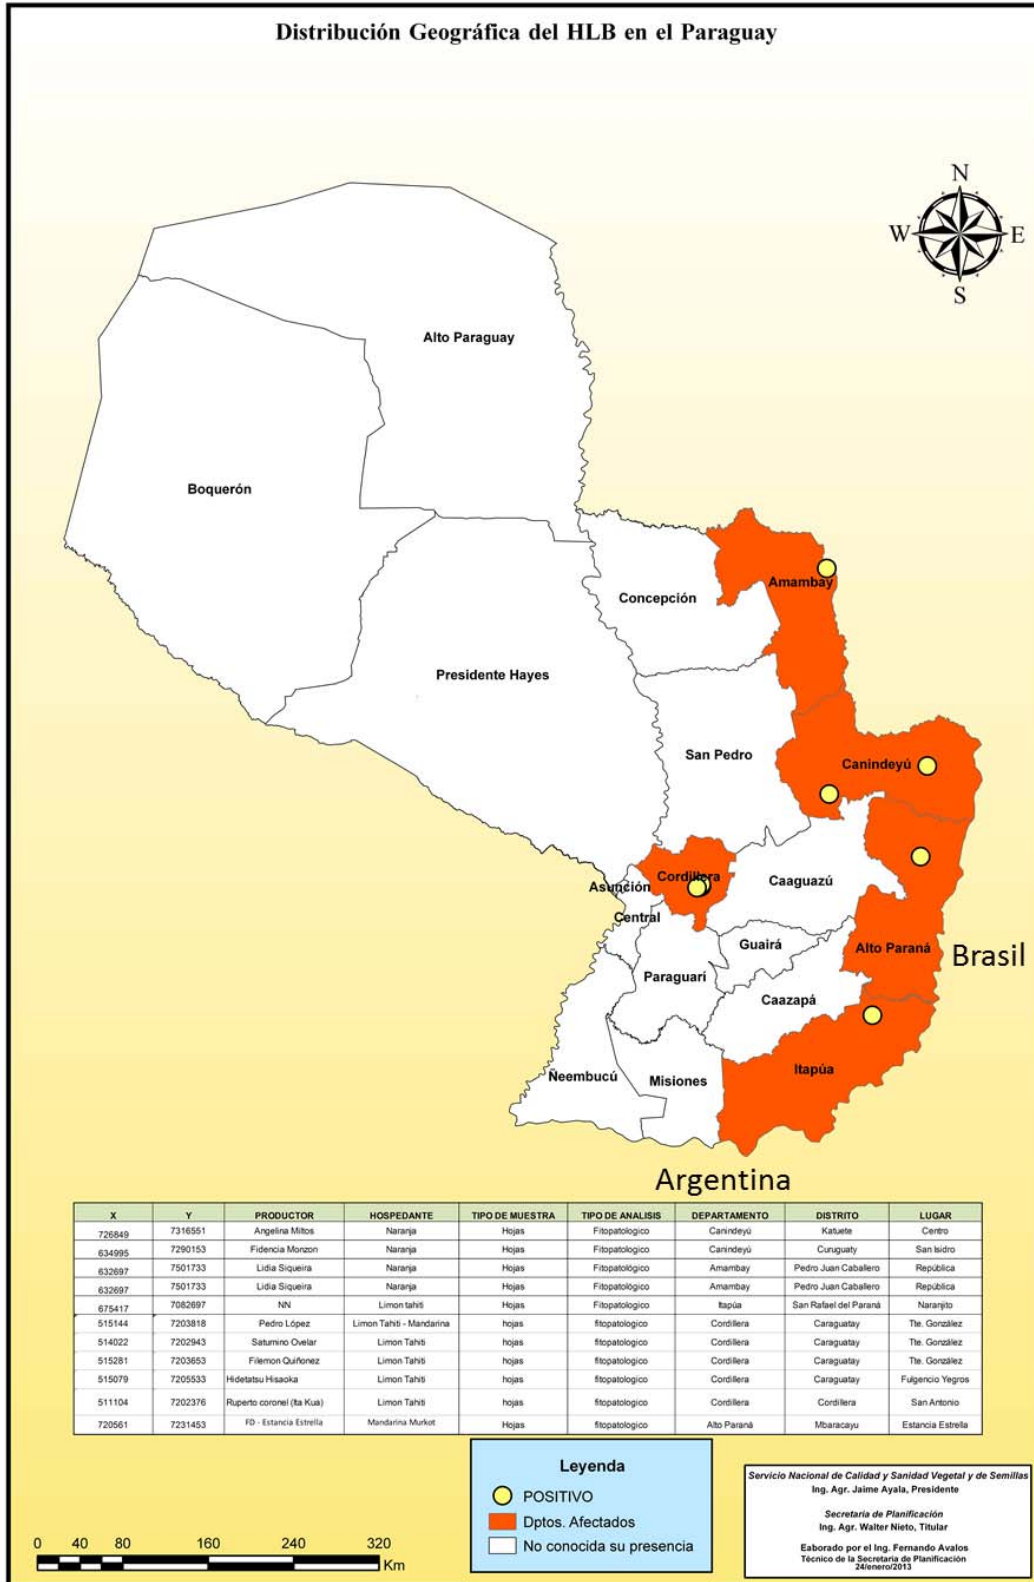 Distribución Geográfica del HLB en el Paraguay
N
W E
S
Alto Paraguay
Boquerón
Amambay
Concepción
Presidente Hayes
San Pedro
Canindeyú
Cordillera
Asunción
Caaguazú
Central
Guairá
Alto Paraná
Brasil
Paraguarí
Caazapá
Itapúa
Ñeembucú
Misiones
Argentina
X Y PRODUCTOR HOSPEDANTE TIPO DE MUESTRA TIPO DE ANALISIS DEPARTAMENTO DISTRITO LUGAR
726849 7316551 Angelina Miltos Naranja Hojas Fitopatologico Canindeyú Katuete Centro
634995 7290153 Fidencia Monzon Naranja Hojas Fitopatologico Canindeyú Curuguaty San Isidro
632697 7501733 Lidia Siqueira Naranja Hojas Fitopatologico Amambay Pedro Juan Caballero República
632697 7501733 Lidia Siqueira Naranja Hojas Fitopatologico Amambay Pedro Juan Caballero República
675417 7082697 NN Limon tahiti Hojas Fitopatologico Itapúa San Rafael del Paraná Naranjito
515144 7203818 Pedro López Limon Tahiti - Mandarina hojas fitopatologico Cordillera Caraguatay Tte. González
514022 7202943 Saturnino Ovelar Limon Tahiti hojas fitopatologico Cordillera Caraguatay Tte. González
515281 7203653 Filemon Quiñonez Limon Tahiti hojas fitopatologico Cordillera Caraguatay Tte. González
515079 7205533 Hidetatsu Hisaoka Limon Tahiti hojas fitopatologico Cordillera Caraguatay Fulgencio Yegros
511104 7202376 Ruperto coronel (Ita Kua) Limon Tahiti hojas fitopatologico Cordillera Cordillera San Antonio
720561 7231453 FD - Estancia Estrella Mandarina Murkot Hojas fitopatologico Alto Paraná Mbaracayu Estancia Estrella
Leyenda
POSITIVO
Dptos. Afectados
No conocida su presencia
Servicio Nacional de Calidad y Sanidad Vegetal y de Semillas
Ing. Agr. Jaime Ayala, Presidente
Secretaría de Planificación
Ing. Agr. Walter Nieto, Titular
Eaborado por el Ing. Fernando Avalos
Técnico de la Secretaría de Planificación
24/enero/2013
0 40 80 160 240 320
Km